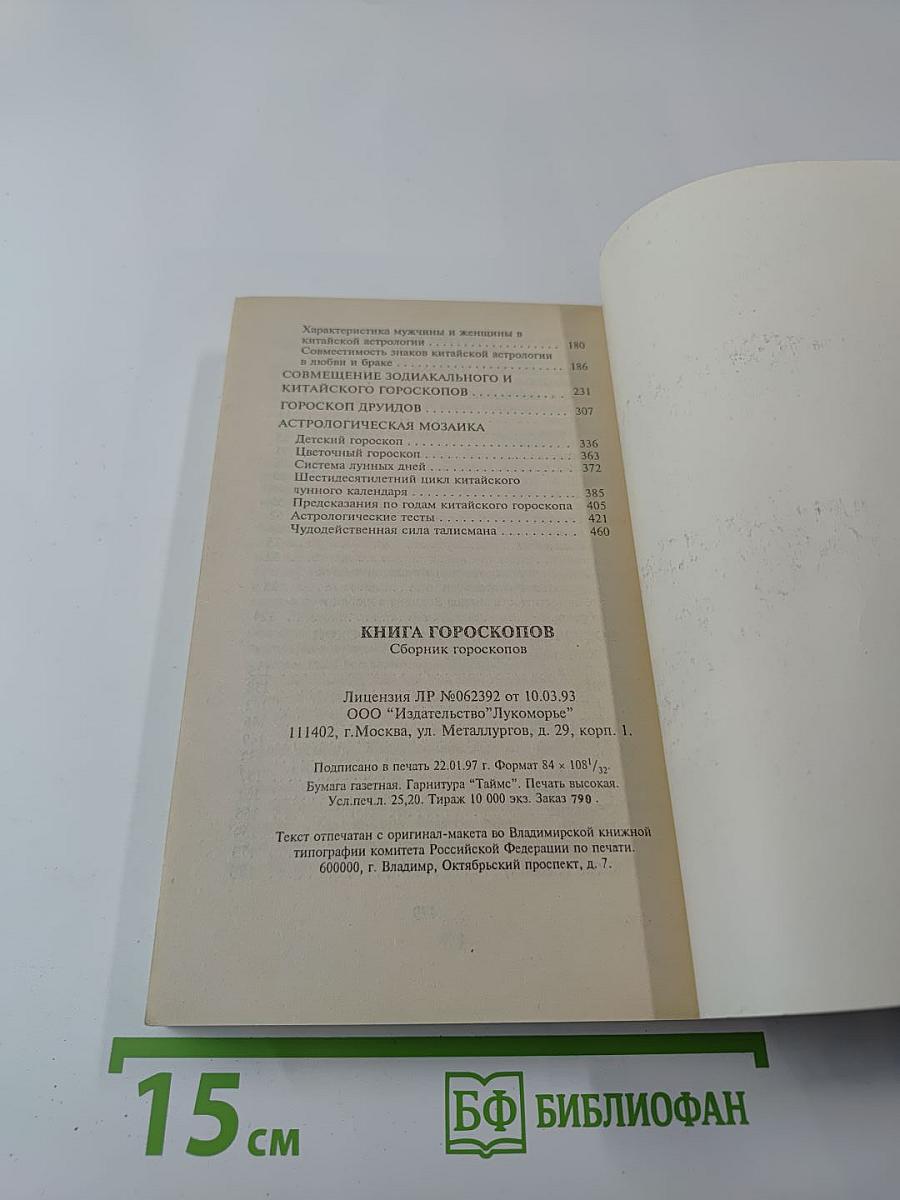 Характеристика мужчины и женщины в
китайской астрологии . . . . . . . . . . . . . . . . . . . 180
Совместимость знаков китайской астрологии
в любви и браке . . . . . . . . . . . . . . . . . . . . . . . 186
СОВМЕЩЕНИЕ ЗОДИАКАЛЬНОГО И
КИТАЙСКОГО ГОРОСКОПОВ . . . . . . . . . . . . 231
ГОРОСКОП ДРУИДОВ . . . . . . . . . . . . . . . . . . 307
АСТРОЛОГИЧЕСКАЯ МОЗАИКА
Детский гороскоп . . . . . . . . . . . . . . . . . . . . . 336
Цветочный гороскоп . . . . . . . . . . . . . . . . . . . 363
Система лунных дней . . . . . . . . . . . . . . . . . . 372
Шестидесятилетний цикл китайского
лунного календаря . . . . . . . . . . . . . . . . . . . . 385
Предсказания по годам китайского гороскопа 405
Астрологические тесты . . . . . . . . . . . . . . . . . 421
Чудодейственная сила талисмана . . . . . . . . . . 460
КНИГА ГОРОСКОПОВ
Сборник гороскопов
Лицензия ЛР №062392 от 10.03.93
ООО “Издательство”Лукоморье”
111402, г.Москва, ул. Металлургов, д. 29, корп. 1.
Подписано в печать 22.01.97 г. Формат 84 × 108¹/₃₂.
Бумага газетная. Гарнитура “Таймс”. Печать высокая.
Усл.печ.л. 25,20. Тираж 10 000 экз. Заказ 790 .
Текст отпечатан с оригинал-макета во Владимирской книжной
типографии комитета Российской Федерации по печати.
600000, г. Владимр, Октябрьский проспект, д. 7.
15 см
БФ БИБЛИОФАН